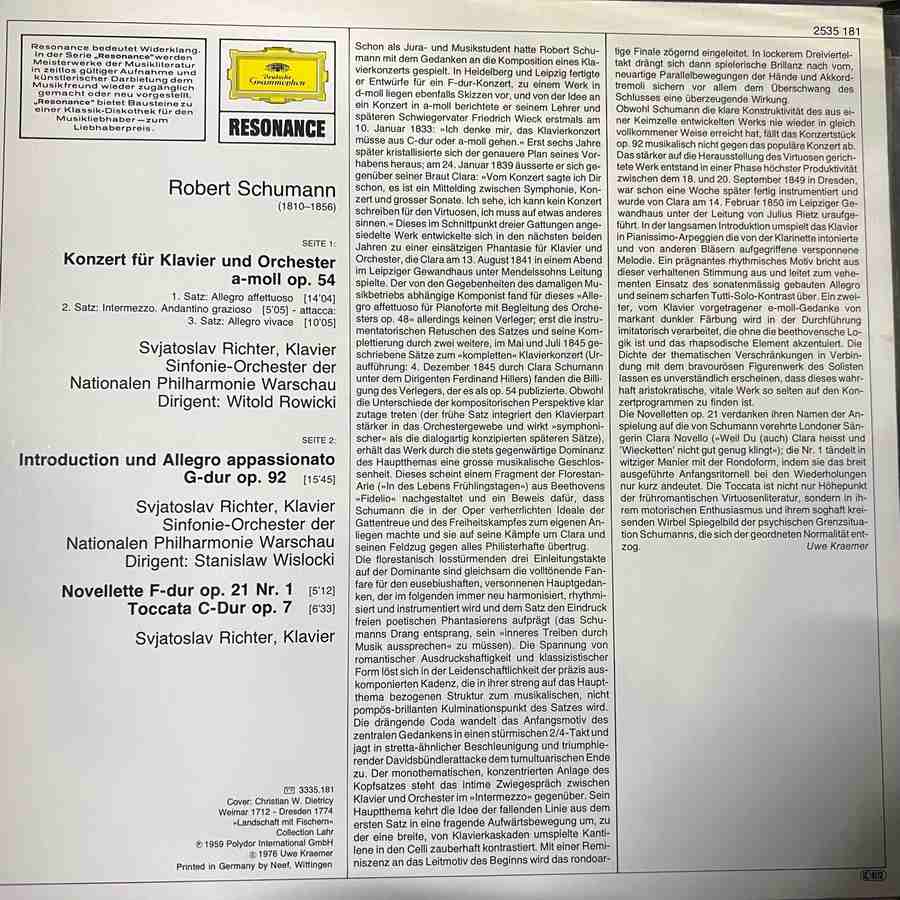 2535 181
Resonance bedeutet Widerklang.
In der Serie „Resonance" werden
Meisterwerke der Musikliteratur
in zeitlos gültiger Aufnahme und
künstlerischer Darbietung dem
Musikfreund wieder zugänglich
gemacht oder neu vorgestellt.
„Resonance" bietet Bausteine zu
einer Klassik-Diskothek für den
Musikliebhaber – zum
Liebhaberpreis.
Deutsche
Grammophon
RESONANCE
Robert Schumann
(1810–1856)
SEITE 1:
Konzert für Klavier und Orchester
a-moll op. 54
1. Satz: Allegro affettuoso [14'04]
2. Satz: Intermezzo. Andantino grazioso [5'05] - attacca:
3. Satz: Allegro vivace [10'05]
Svjatoslav Richter, Klavier
Sinfonie-Orchester der
Nationalen Philharmonie Warschau
Dirigent: Witold Rowicki
SEITE 2:
Introduction und Allegro appassionato
G-dur op. 92 [15'45]
Svjatoslav Richter, Klavier
Sinfonie-Orchester der
Nationalen Philharmonie Warschau
Dirigent: Stanislaw Wislocki
Novellette F-dur op. 21 Nr. 1 [5'12]
Toccata C-Dur op. 7 [6'33]
Svjatoslav Richter, Klavier
3335.181
Cover: Christian W. Dietricy
Weimar 1712 - Dresden 1774
»Landschaft mit Fischern«
Collection Lahr
℗ 1959 Polydor International GmbH
© 1976 Uwe Kraemer
Printed in Germany by Neef, Wittingen
Schon als Jura- und Musikstudent hatte Robert Schu-
mann mit dem Gedanken an die Komposition eines Kla-
vierkonzerts gespielt. In Heidelberg und Leipzig fertigte
er Entwürfe für ein F-dur-Konzert, zu einem Werk in
d-moll liegen ebenfalls Skizzen vor, und von der Idee an
ein Konzert in a-moll berichtete er seinem Lehrer und
späteren Schwiegervater Friedrich Wieck erstmals am
10. Januar 1833: »Ich denke mir, das Klavierkonzert
müsse aus C-dur oder a-moll gehen.« Erst sechs Jahre
später kristallisierte sich der genauere Plan seines Vor-
habens heraus; am 24. Januar 1839 äusserte er sich ge-
genüber seiner Braut Clara: »Vom Konzert sagte ich Dir
schon, es ist ein Mittelding zwischen Symphonie, Kon-
zert und grosser Sonate. Ich sehe, ich kann kein Konzert
schreiben für den Virtuosen, ich muss auf etwas anderes
sinnen.« Dieses im Schnittpunkt dreier Gattungen ange-
siedelte Werk entwickelte sich in den nächsten beiden
Jahren zu einer einsätzigen Phantasie für Klavier und
Orchester, die Clara am 13. August 1841 in einem Abend
im Leipziger Gewandhaus unter Mendelssohns Leitung
spielte. Der von den Gegebenheiten des damaligen Mu-
sikbetriebs abhängige Komponist fand für dieses »Alle-
gro affettuoso für Pianoforte mit Begleitung des Orche-
sters op. 48« allerdings keinen Verleger; erst die instru-
mentatorischen Retuschen des Satzes und seine Kom-
plettierung durch zwei weitere, im Mai und Juli 1845 ge-
schriebene Sätze zum »kompletten« Klavierkonzert (Ur-
aufführung: 4. Dezember 1845 durch Clara Schumann
unter dem Dirigenten Ferdinand Hillers) fanden die Billi-
gung des Verlegers, der es als op. 54 publizierte. Obwohl
die Unterschiede der kompositorischen Perspektive klar
zutage treten (der frühe Satz integriert den Klavierpart
stärker in das Orchestergewebe und wirkt »symphoni-
scher« als die dialogartig konzipierten späteren Sätze),
erhält das Werk durch die stets gegenwärtige Dominanz
des Hauptthemas eine grosse musikalische Geschlos-
senheit. Dieses scheint einem Fragment der Florestan-
Arie (»In des Lebens Frühlingstagen«) aus Beethovens
»Fidelio« nachgestaltet und ein Beweis dafür, dass
Schumann die in der Oper verherrlichten Ideale der
Gattentreue und des Freiheitskampfes zum eigenen An-
liegen machte und sie auf seine Kämpfe um Clara und
seinen Feldzug gegen alles Philisterhafte übertrug.
Die florestanisch losstürmenden drei Einleitungstakte
auf der Dominante sind gleichsam die volltönende Fan-
fare für den eusebiushaften, versonnenen Hauptgedan-
ken, der im folgenden immer neu harmonisiert, rhythmi-
siert und instrumentiert wird und dem Satz den Eindruck
freien poetischen Phantasierens aufprägt (das Schu-
manns Drang entsprang, sein »inneres Treiben durch
Musik aussprechen« zu müssen). Die Spannung von
romantischer Ausdruckshaftigkeit und klassizistischer
Form löst sich in der Leidenschaftlichkeit der präzis aus-
komponierten Kadenz, die in ihrer streng auf das Haupt-
thema bezogenen Struktur zum musikalischen, nicht
pompös-brillanten Kulminationspunkt des Satzes wird.
Die drängende Coda wandelt das Anfangsmotiv des
zentralen Gedankens in einen stürmischen 2/4-Takt und
jagt in stretta-ähnlicher Beschleunigung und triumphie-
render Davidsbündlerattacke dem tumultuarischen Ende
zu. Der monothematischen, konzentrierten Anlage des
Kopfsatzes steht das intime Zwiegespräch zwischen
Klavier und Orchester im »Intermezzo« gegenüber. Sein
Hauptthema kehrt die Idee der fallenden Linie aus dem
ersten Satz in eine fragende Aufwärtsbewegung um, zu
der eine breite, von Klavierkaskaden umspielte Kanti-
lene in den Celli zauberhaft kontrastiert. Mit einer Remi-
niszenz an das Leitmotiv des Beginns wird das rondoar-
tige Finale zögernd eingeleitet. In lockerem Dreiviertel-
takt drängt sich dann spielerische Brillanz nach vorn,
neuartige Parallelbewegungen der Hände und Akkord-
tremoli sichern vor allem dem Überschwang des
Schlusses eine überzeugende Wirkung.
Obwohl Schumann die klare Konstruktivität des aus ei-
ner Keimzelle entwickelten Werks nie wieder in gleich
vollkommener Weise erreicht hat, fällt das Konzertstück
op. 92 musikalisch nicht gegen das populäre Konzert ab.
Das stärker auf die Herausstellung des Virtuosen gerich-
tete Werk entstand in einer Phase höchster Produktivität
zwischen dem 18. und 20. September 1849 in Dresden,
war schon eine Woche später fertig instrumentiert und
wurde von Clara am 14. Februar 1850 im Leipziger Ge-
wandhaus unter der Leitung von Julius Rietz uraufge-
führt. In der langsamen Introduction umspielt das Klavier
in Pianissimo-Arpeggien die von der Klarinette intonierte
und von anderen Bläsern aufgegriffene versponnene
Melodie. Ein prägnantes rhythmisches Motiv bricht aus
dieser verhaltenen Stimmung aus und leitet zum vehe-
menten Einsatz des sonatenmässig gebauten Allegro
und seinem scharfen Tutti-Solo-Kontrast über. Ein zwei-
ter, vom Klavier vorgetragener e-moll-Gedanke von
markant dunkler Färbung wird in der Durchführung
imitatorisch verarbeitet, die ohne die beethovensche Lo-
gik ist und das rhapsodische Element akzentuiert. Die
Dichte der thematischen Verschränkungen in Verbin-
dung mit dem bravourösen Figurenwerk des Solisten
lassen es unverständlich erscheinen, dass dieses wahr-
haft aristokratische, vitale Werk so selten auf den Kon-
zertprogrammen zu finden ist.
Die Novelletten op. 21 verdanken ihren Namen der An-
spielung auf die von Schumann verehrte Londoner Sän-
gerin Clara Novello (»Weil Du (auch) Clara heisst und
'Wiecketten' nicht gut genug klingt«); die Nr. 1 tändelt in
witziger Manier mit der Rondoform, indem sie das breit
ausgeführte Anfangsritornell bei den Wiederholungen
nur kurz andeutet. Die Toccata ist nicht nur Höhepunkt
der frühromantischen Virtuosenliteratur, sondern in ih-
rem motorischen Enthusiasmus und ihrem soghaft krei-
senden Wirbel Spiegelbild der psychischen Grenzsitua-
tion Schumanns, die sich der geordneten Normalität ent-
zog. Uwe Kraemer